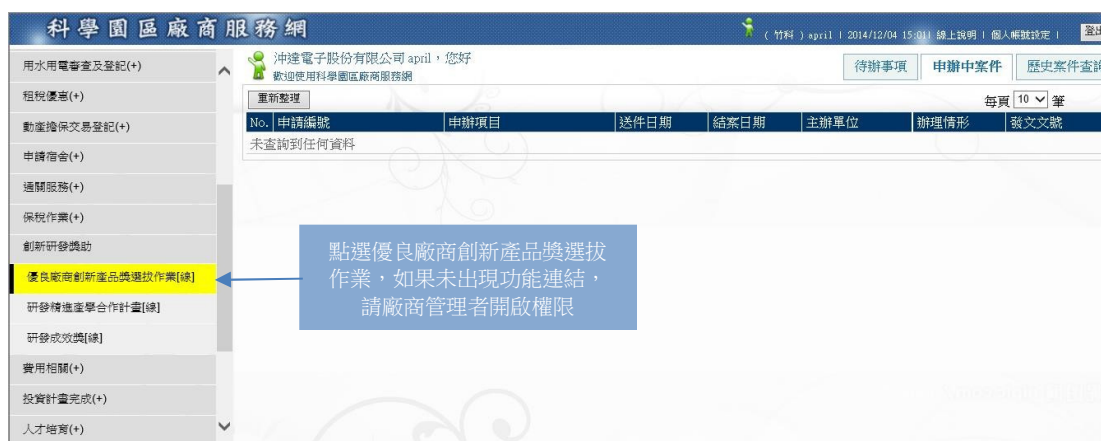 科學園區廠商服務網
( 竹科 ) april | 2014/12/04 15:01 | 線上說明 | 個人帳號設定 |
用水用電審查及登記(+)
租稅優惠(+)
動產擔保交易登記(+)
申請宿舍(+)
通關服務(+)
保稅作業(+)
創新研發獎助
優良廠商創新產品獎選拔作業[線]
研發精進產學合作計畫[線]
研發成效獎[線]
費用相關(+)
投資計畫完成(+)
人才培育(+)
沖達電子股份有限公司 april，您好
歡迎使用科學園區廠商服務網
待辦事項 申辦中案件 歷史案件查詢
重新整理 每頁 10 筆
No. 申請編號 申辦項目 送件日期 結案日期 主辦單位 辦理情形 發文文號
未查詢到任何資料
點選優良廠商創新產品獎選拔
作業，如果未出現功能連結，
請廠商管理者開啟權限